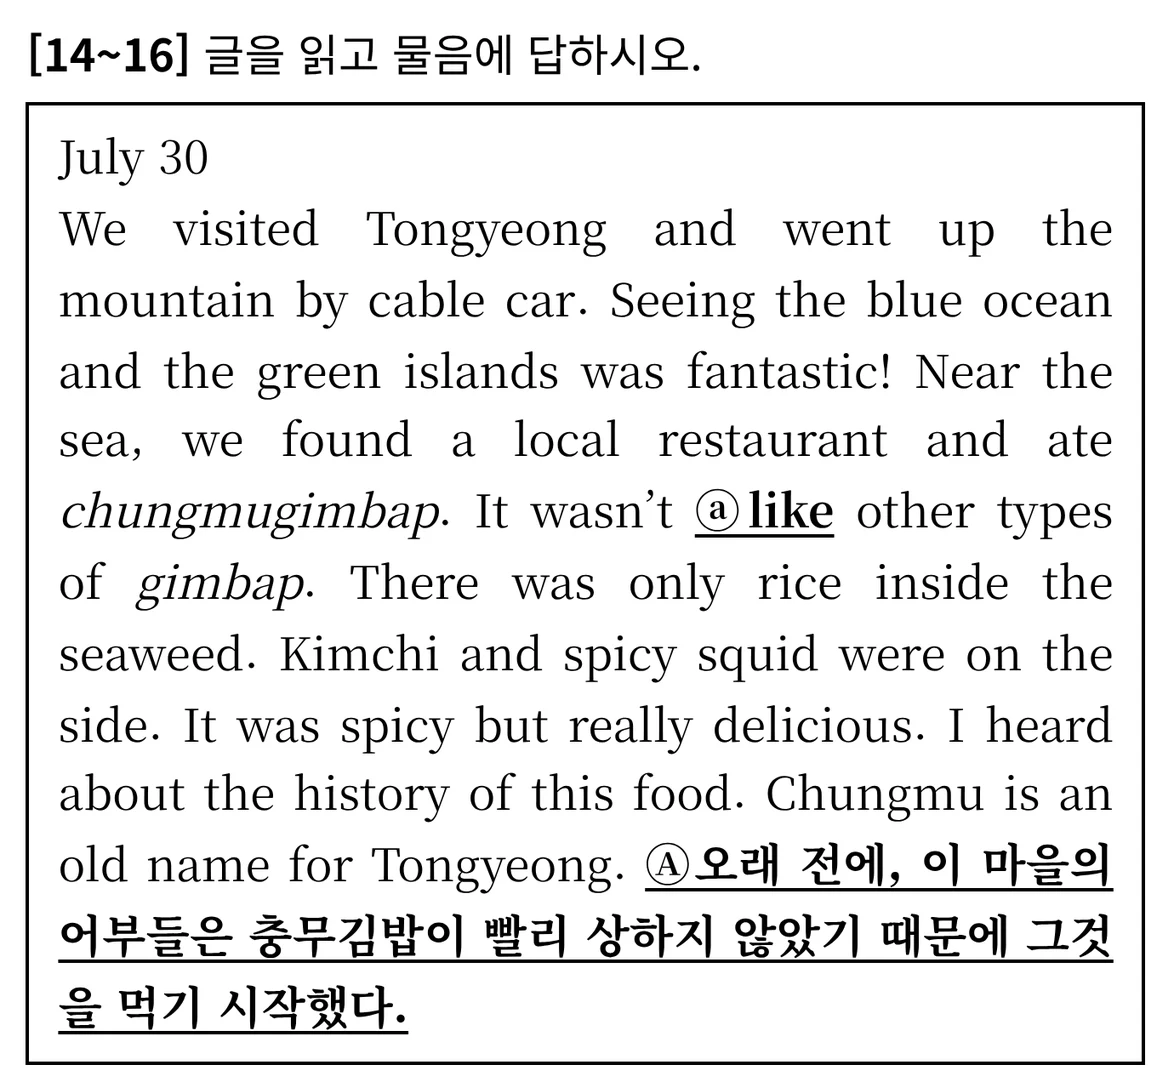 [14~16] 글을 읽고 물음에 답하시오.
July 30
We visited Tongyeong and went up the
mountain by cable car. Seeing the blue ocean
and the green islands was fantastic! Near the
sea, we found a local restaurant and ate
chungmugimbap. It wasn’t ⓐlike other types
of gimbap. There was only rice inside the
seaweed. Kimchi and spicy squid were on the
side. It was spicy but really delicious. I heard
about the history of this food. Chungmu is an
old name for Tongyeong. Ⓐ오래 전에, 이 마을의
어부들은 충무김밥이 빨리 상하지 않았기 때문에 그것
을 먹기 시작했다.